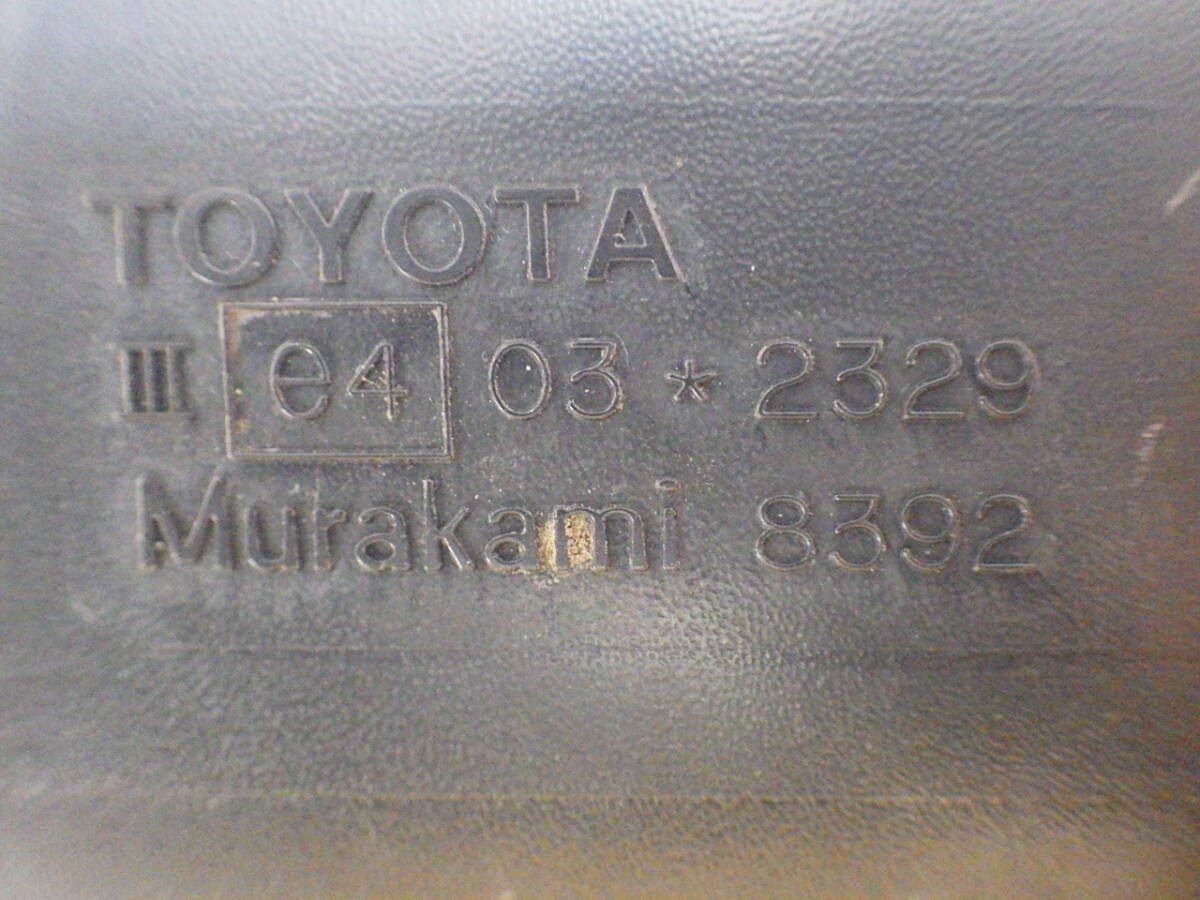 TOYOTA
III e4 03 * 2329
Murakami 8392